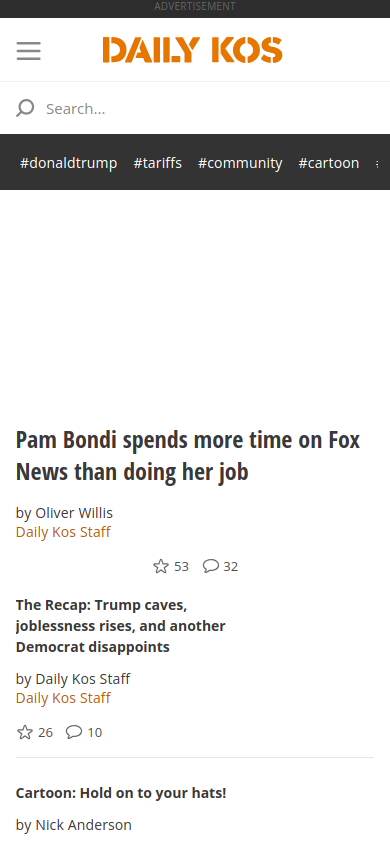 ADVERTISEMENT
DAILY KOS
Search...
#donaldtrump #tariffs #community #cartoon
Pam Bondi spends more time on Fox
News than doing her job
by Oliver Willis
Daily Kos Staff
53 32
The Recap: Trump caves,
joblessness rises, and another
Democrat disappoints
by Daily Kos Staff
Daily Kos Staff
26 10
Cartoon: Hold on to your hats!
by Nick Anderson